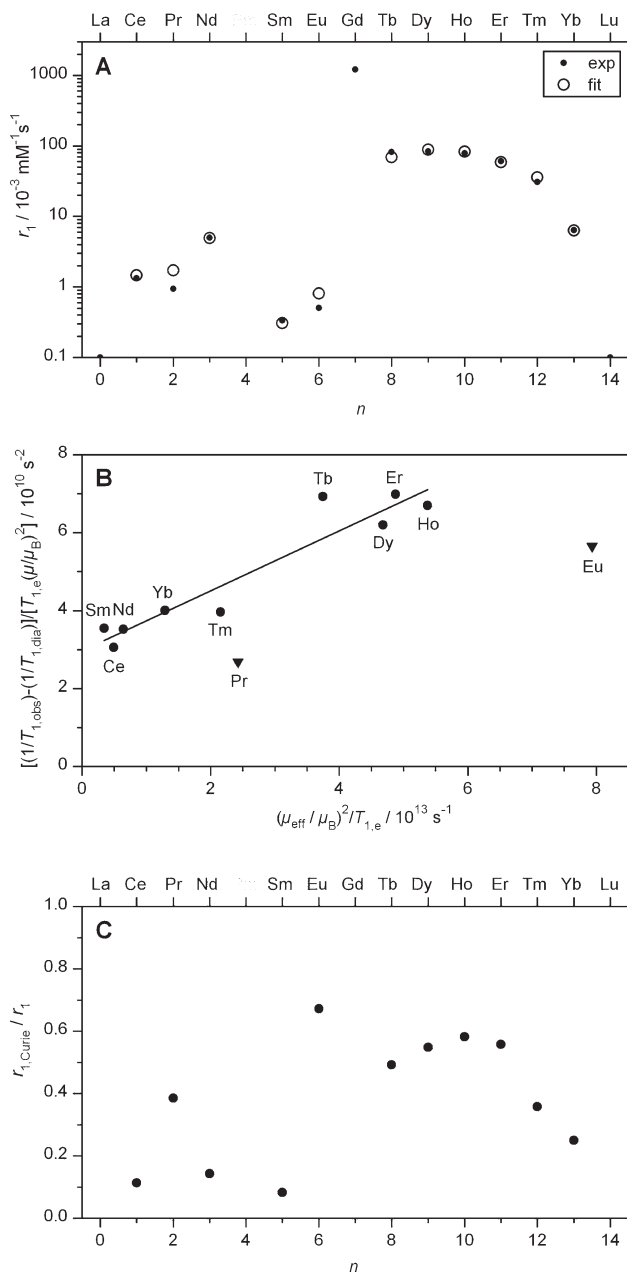 La Ce Pr Nd Sm Eu Gd Tb Dy Ho Er Tm Yb Lu
A
exp
fit
1000
100
10
1
0.1
r₁ / 10⁻³ mM⁻¹s⁻¹
0 2 4 6 8 10 12 14
n
B
8
6
4
2
0
[(1/T₁,obs)-(1/T₁,dia)]/[T₁,e(μ/μB)²] / 10¹⁰ s⁻²
Tb Er
Dy Ho
Eu
Yb
Sm Nd
Tm
Ce
Pr
0 2 4 6 8
(μeff / μB)²/T₁,e / 10¹³ s⁻¹
La Ce Pr Nd Sm Eu Gd Tb Dy Ho Er Tm Yb Lu
C
1.0
0.8
0.6
0.4
0.2
0.0
r₁,Curie / r₁
0 2 4 6 8 10 12 14
n